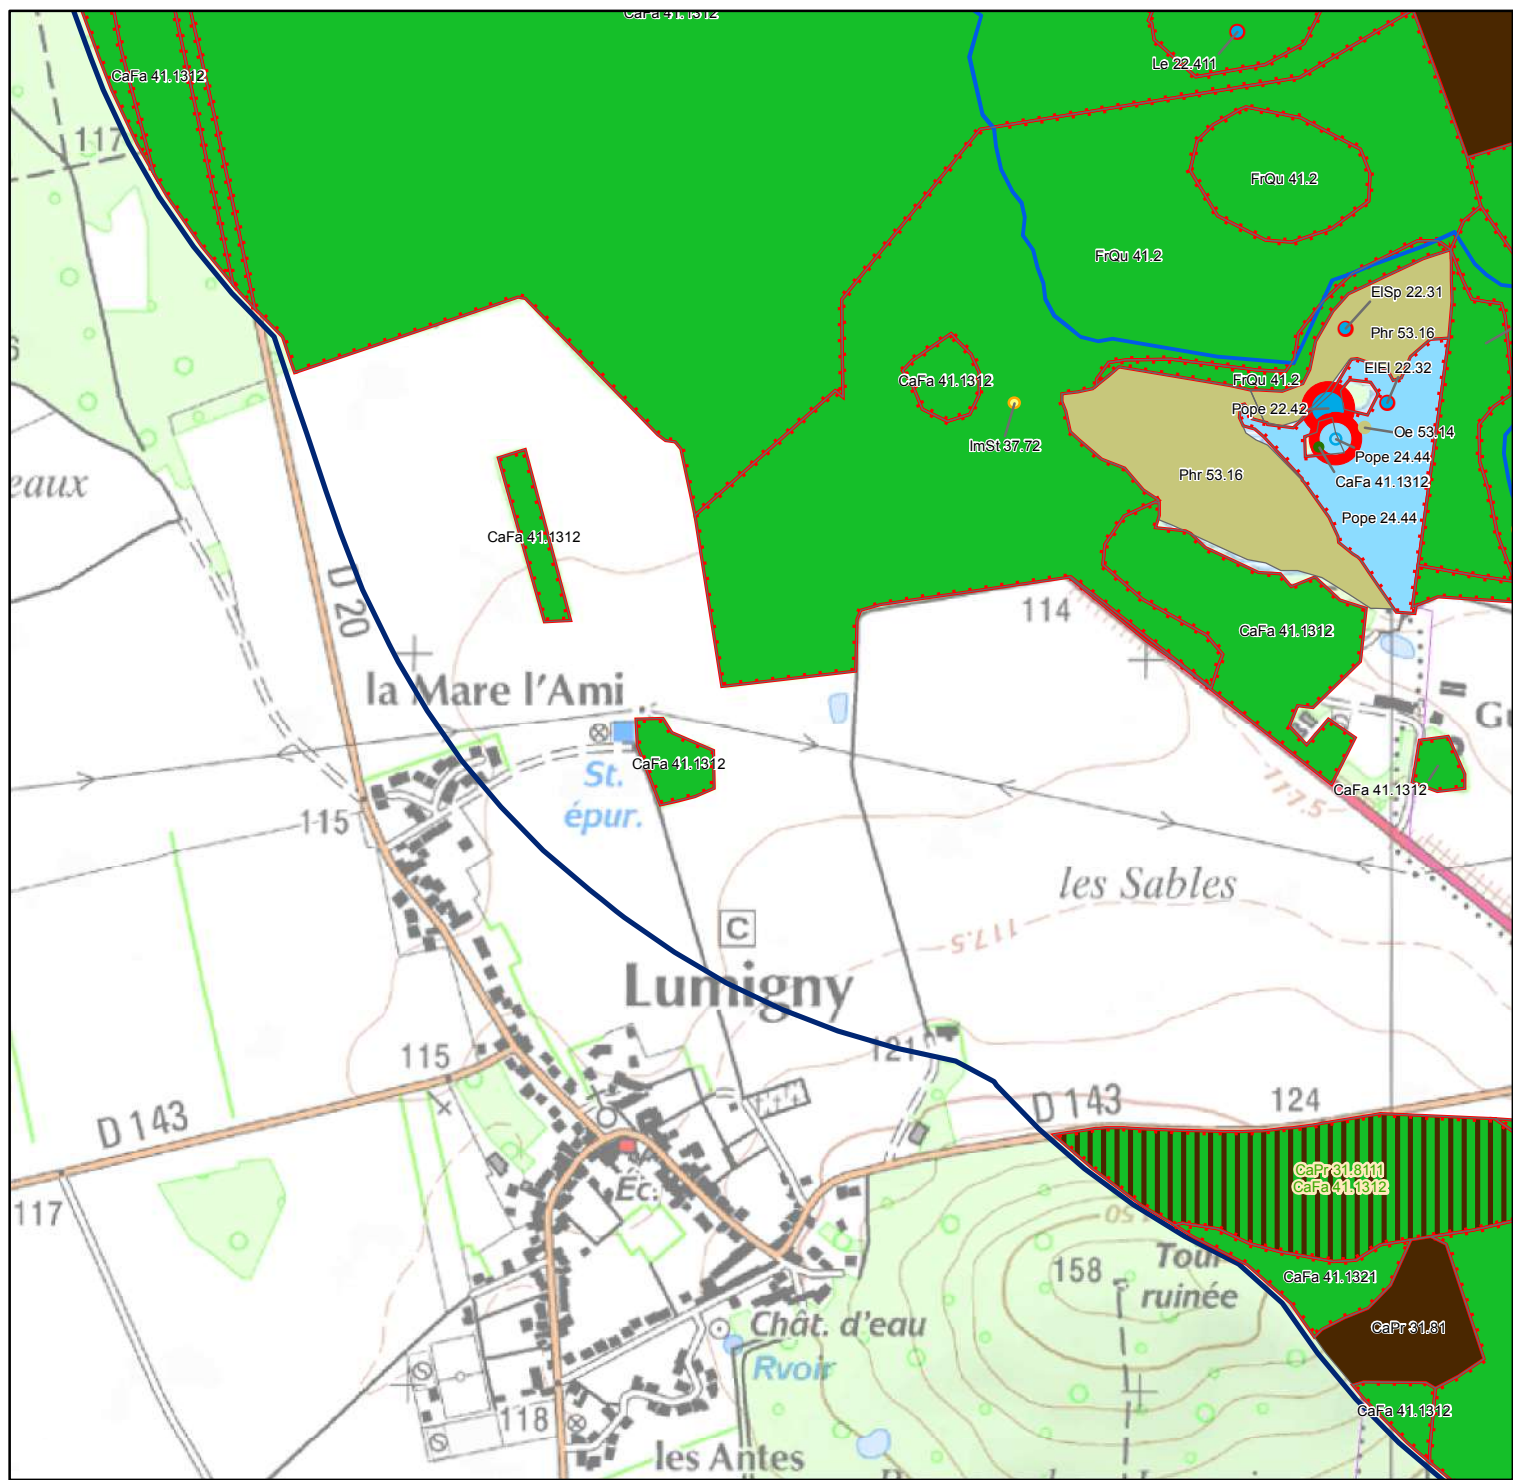 CaFa 41.1312
CaFa 41.1312
Le 22.411
117
FrQu 41.2
FrQu 41.2
ElSp 22.31
Phr 53.16
ElEl 22.32
FrQu 41.2
CaFa 41.1312
Pope 22.42
Oe 53.14
ImSt 37.72
Pope 24.44
Phr 53.16
CaFa 41.1312
eaux
Pope 24.44
CaFa 41.1312
D 20
114
CaFa 41.1312
la Mare l'Ami
CaFa 41.1312
St.
épur.
CaFa 41.1312
117.5
115
les Sables
C
117.5
Lumigny
121
115
D 143
D 143
124
CaPr 31.8111
CaFa 41.1312
Éc.
117
158
Tour
ruinée
CaFa 41.1321
CaPr 31.81
Chât. d'eau
Rvoir
118
CaFa 41.1312
les Antes